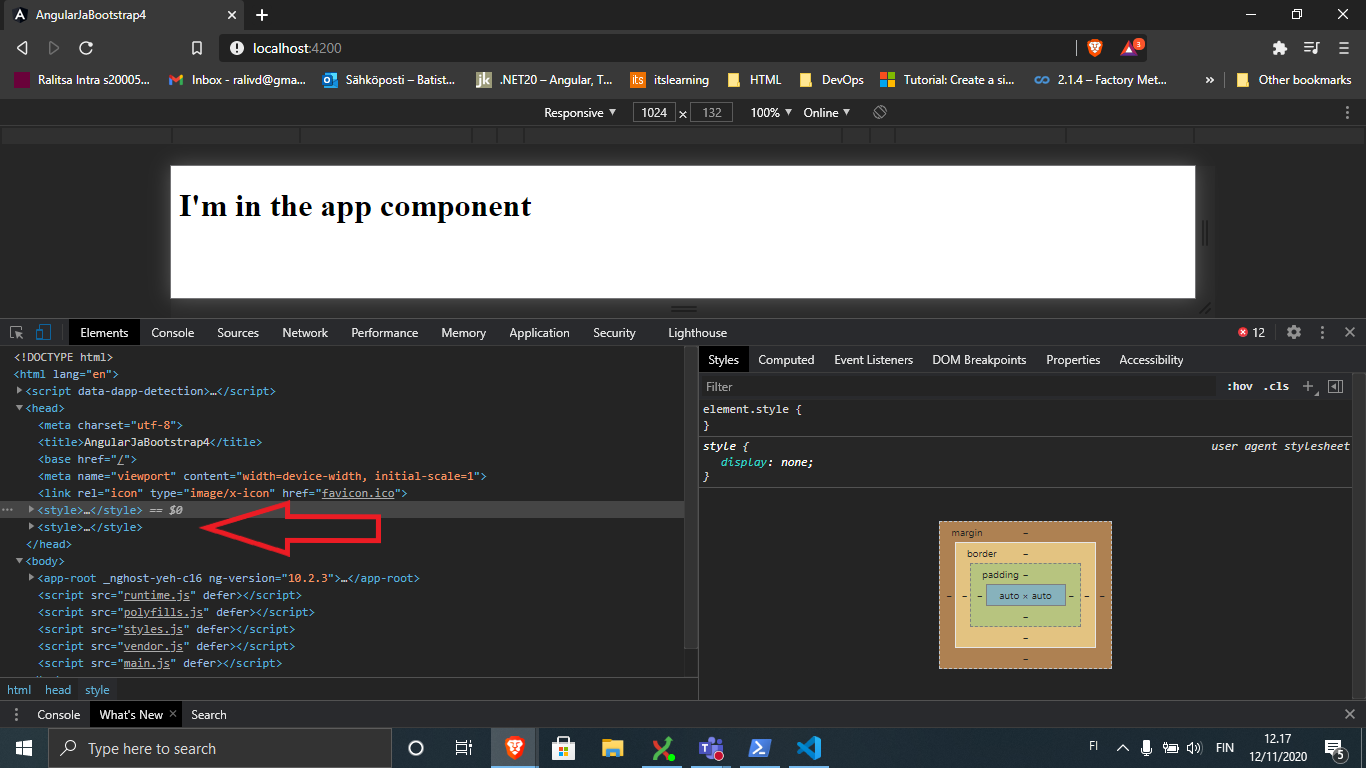 AngularJaBootstrap4
localhost:4200
3
Ralitsa Intra s20005...
Inbox - ralivd@gma...
Sähköposti – Batist...
jk
.NET20 – Angular, T...
its
itslearning
HTML
DevOps
Tutorial: Create a si...
2.1.4 – Factory Met...
»
Other bookmarks
Responsive ▼ 1024 × 132 100% ▼ Online ▼
I'm in the app component
Elements Console Sources Network Performance Memory Application Security Lighthouse 12
<!DOCTYPE html>
<html lang="en">
<script data-dapp-detection>…</script>
<head>
<meta charset="utf-8">
<title>AngularJaBootstrap4</title>
<base href="/">
<meta name="viewport" content="width=device-width, initial-scale=1">
<link rel="icon" type="image/x-icon" href="favicon.ico">
<style>…</style> == $0
<style>…</style>
</head>
<body>
<app-root _nghost-yeh-c16 ng-version="10.2.3">…</app-root>
<script src="runtime.js" defer></script>
<script src="polyfills.js" defer></script>
<script src="styles.js" defer></script>
<script src="vendor.js" defer></script>
<script src="main.js" defer></script>
html head style
Styles Computed Event Listeners DOM Breakpoints Properties Accessibility
Filter :hov .cls +
element.style {
}
style { user agent stylesheet
display: none;
}
margin –
border –
padding –
– – – auto × auto – – –
–
–
–
Console What's New × Search
Type here to search
FI
FIN
12.17
12/11/2020
5